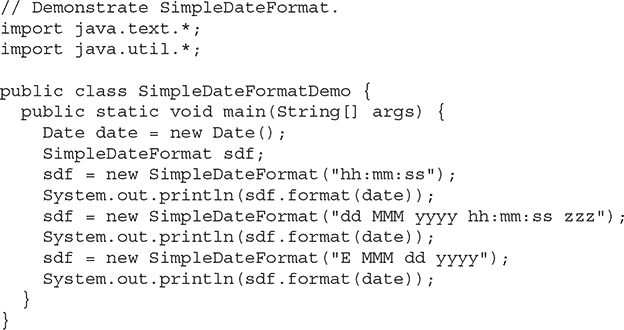 // Demonstrate SimpleDateFormat.
import java.text.*;
import java.util.*;

public class SimpleDateFormatDemo {
  public static void main(String[] args) {
    Date date = new Date();
    SimpleDateFormat sdf;
    sdf = new SimpleDateFormat("hh:mm:ss");
    System.out.println(sdf.format(date));
    sdf = new SimpleDateFormat("dd MMM yyyy hh:mm:ss zzz");
    System.out.println(sdf.format(date));
    sdf = new SimpleDateFormat("E MMM dd yyyy");
    System.out.println(sdf.format(date));
  }
}